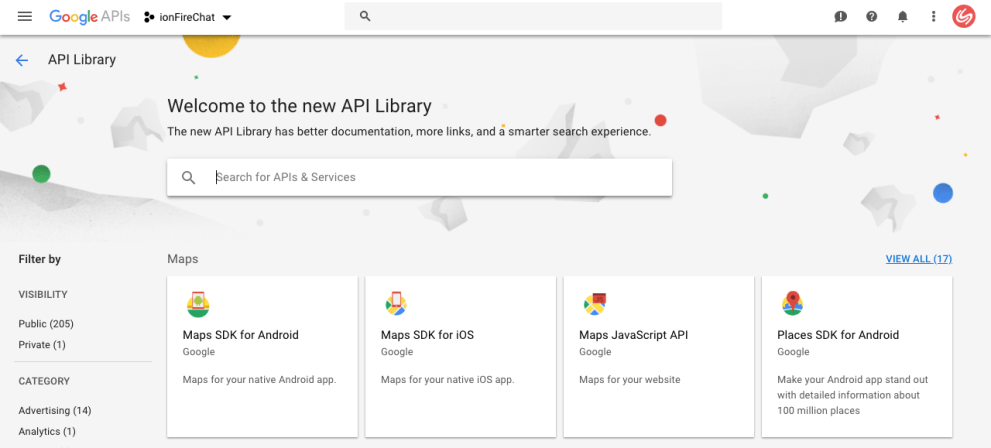 Google APIs
ionFireChat
API Library
Welcome to the new API Library
The new API Library has better documentation, more links, and a smarter search experience.
Search for APIs & Services
Filter by
VISIBILITY
Public (205)
Private (1)
CATEGORY
Advertising (14)
Analytics (1)
Maps
VIEW ALL (17)
Maps SDK for Android
Google
Maps for your native Android app.
Maps SDK for iOS
Google
Maps for your native iOS app.
Maps JavaScript API
Google
Maps for your website
Places SDK for Android
Google
Make your Android app stand out
with detailed information about
100 million places